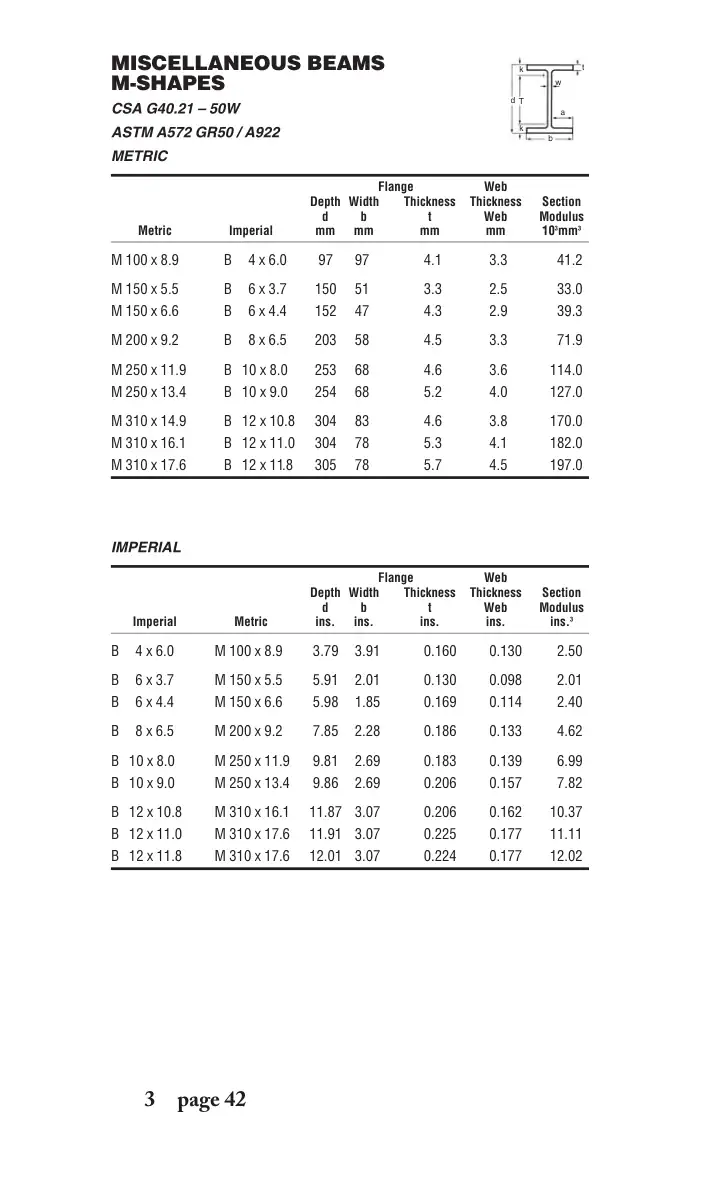 MISCELLANEOUS BEAMS
M-SHAPES
CSA G40.21 – 50W
ASTM A572 GR50 / A922
METRIC
k t
w
d T
a
k
b
Flange Web
Depth Width Thickness Thickness Section
d b t Web Modulus
Metric Imperial mm mm mm mm 10³mm³
M 100 x 8.9 B 4 x 6.0 97 97 4.1 3.3 41.2
M 150 x 5.5 B 6 x 3.7 150 51 3.3 2.5 33.0
M 150 x 6.6 B 6 x 4.4 152 47 4.3 2.9 39.3
M 200 x 9.2 B 8 x 6.5 203 58 4.5 3.3 71.9
M 250 x 11.9 B 10 x 8.0 253 68 4.6 3.6 114.0
M 250 x 13.4 B 10 x 9.0 254 68 5.2 4.0 127.0
M 310 x 14.9 B 12 x 10.8 304 83 4.6 3.8 170.0
M 310 x 16.1 B 12 x 11.0 304 78 5.3 4.1 182.0
M 310 x 17.6 B 12 x 11.8 305 78 5.7 4.5 197.0
IMPERIAL
Flange Web
Depth Width Thickness Thickness Section
d b t Web Modulus
Imperial Metric ins. ins. ins. ins. ins.³
B 4 x 6.0 M 100 x 8.9 3.79 3.91 0.160 0.130 2.50
B 6 x 3.7 M 150 x 5.5 5.91 2.01 0.130 0.098 2.01
B 6 x 4.4 M 150 x 6.6 5.98 1.85 0.169 0.114 2.40
B 8 x 6.5 M 200 x 9.2 7.85 2.28 0.186 0.133 4.62
B 10 x 8.0 M 250 x 11.9 9.81 2.69 0.183 0.139 6.99
B 10 x 9.0 M 250 x 13.4 9.86 2.69 0.206 0.157 7.82
B 12 x 10.8 M 310 x 16.1 11.87 3.07 0.206 0.162 10.37
B 12 x 11.0 M 310 x 17.6 11.91 3.07 0.225 0.177 11.11
B 12 x 11.8 M 310 x 17.6 12.01 3.07 0.224 0.177 12.02
3 page 42